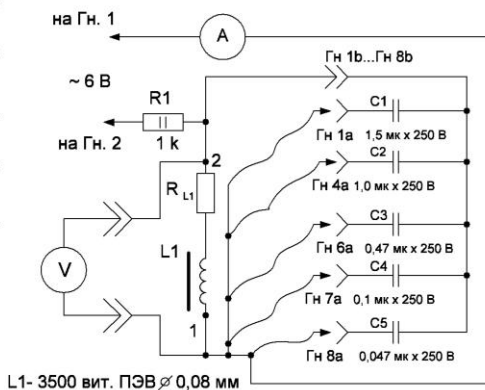 на Гн. 1
A
Гн 1b...Гн 8b
~ 6 В
R1
C1
на Гн. 2
1 k
Гн 1a
1,5 мк x 250 В
2
C2
R L1
Гн 4a
1,0 мк x 250 В
C3
V
L1
Гн 6a
0,47 мк x 250 В
C4
Гн 7a
0,1 мк x 250 В
1
C5
Гн 8a
0,047 мк x 250 В
L1- 3500 вит. ПЭВ ⌀ 0,08 мм